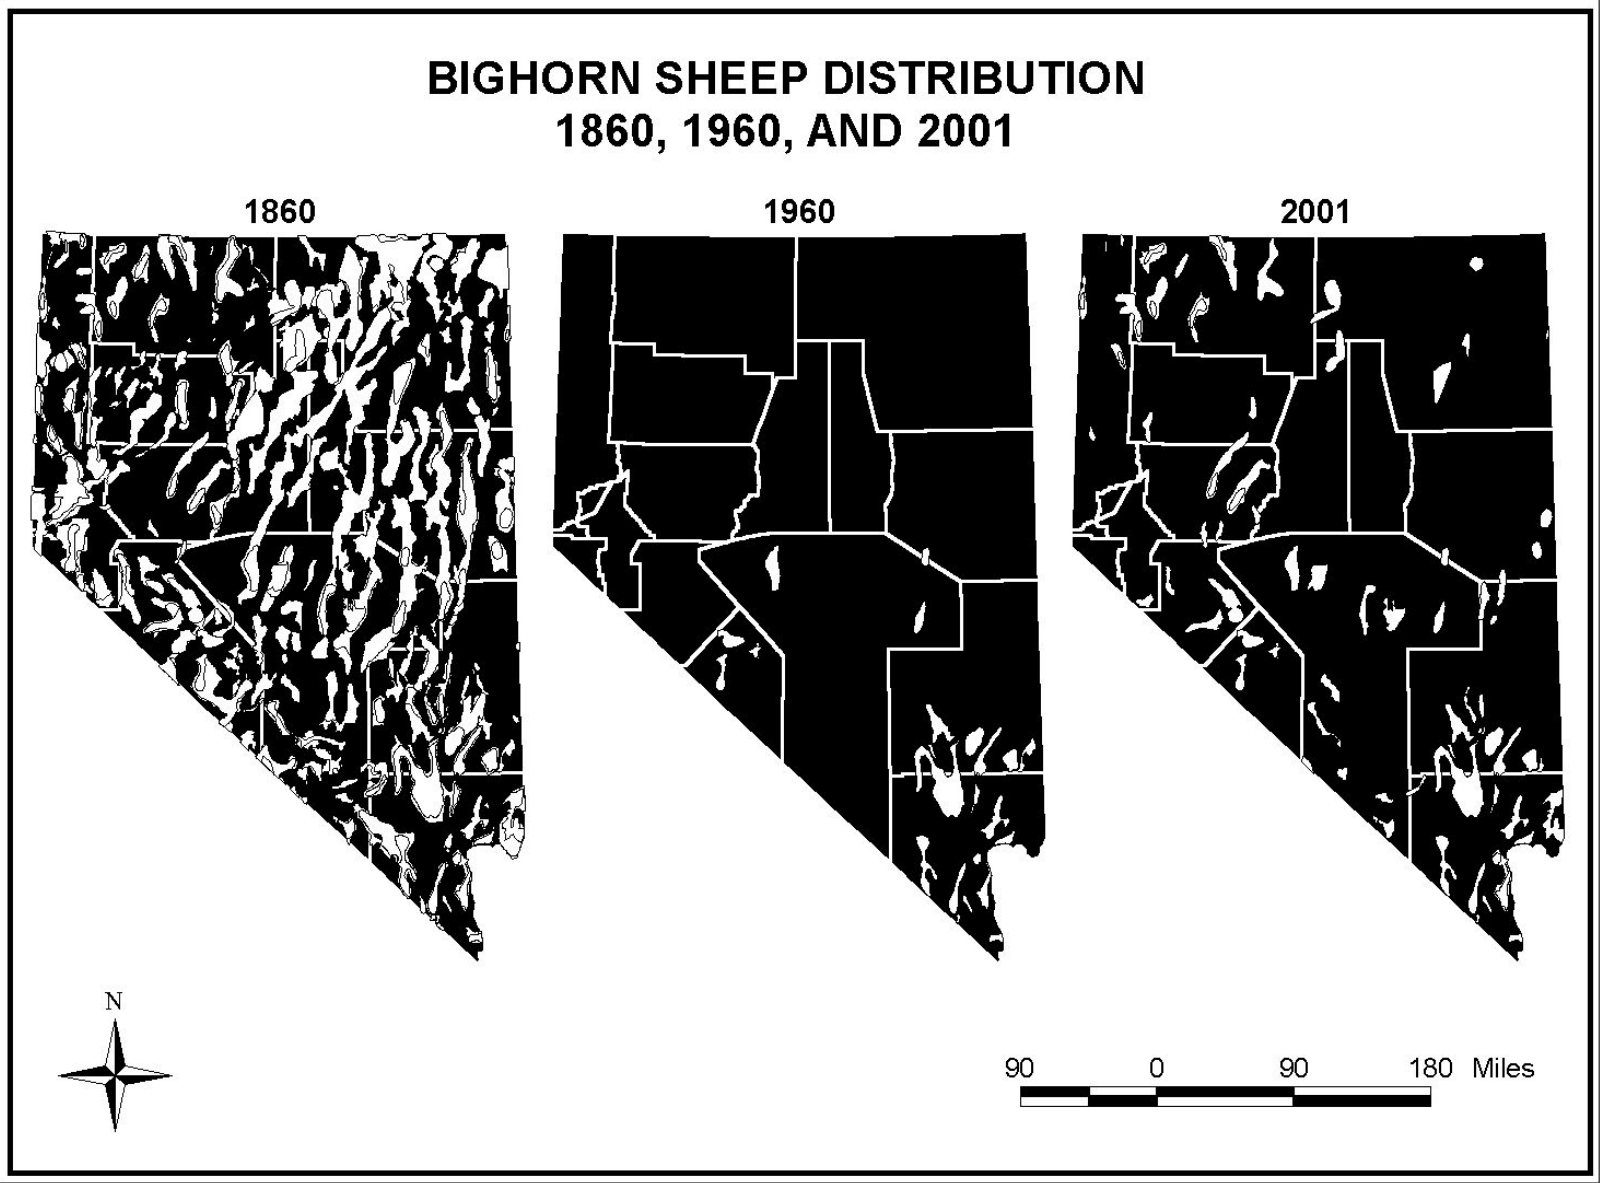 BIGHORN SHEEP DISTRIBUTION
1860, 1960, AND 2001
1860 1960 2001
N
90 0 90 180 Miles